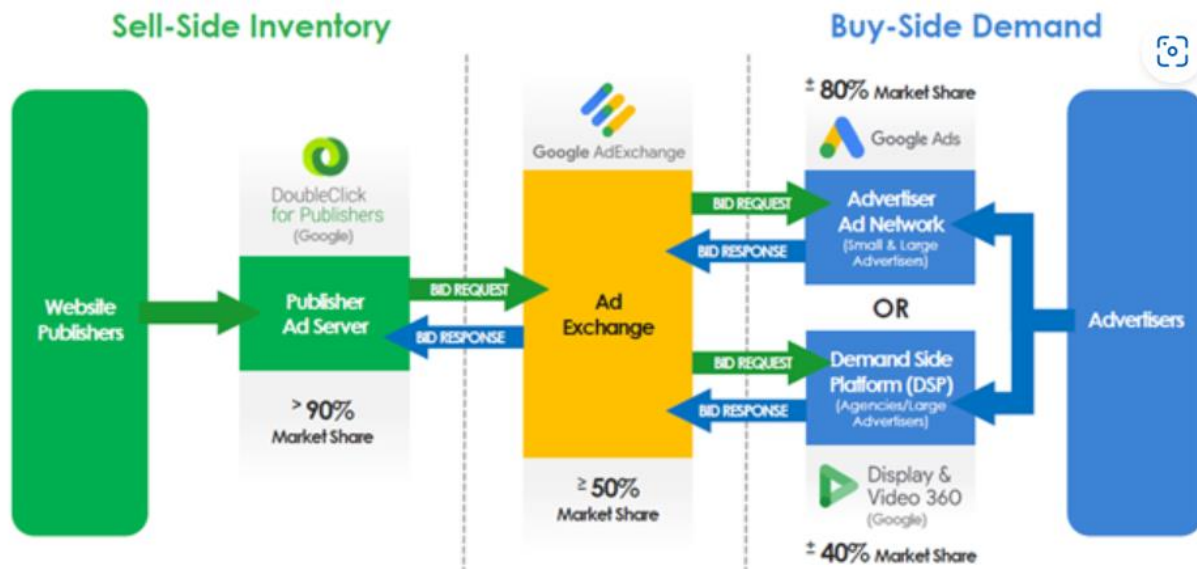 Sell-Side Inventory
Buy-Side Demand
Website
Publishers
DoubleClick
for Publishers
(Google)
Publisher
Ad Server
> 90%
Market Share
BID REQUEST
BID RESPONSE
Google AdExchange
Ad
Exchange
≥ 50%
Market Share
BID REQUEST
BID RESPONSE
BID REQUEST
BID RESPONSE
± 80% Market Share
Google Ads
Advertiser
Ad Network
(Small & Large
Advertisers)
OR
Demand Side
Platform (DSP)
(Agencies/Large
Advertisers)
Display &
Video 360
(Google)
± 40% Market Share
Advertisers